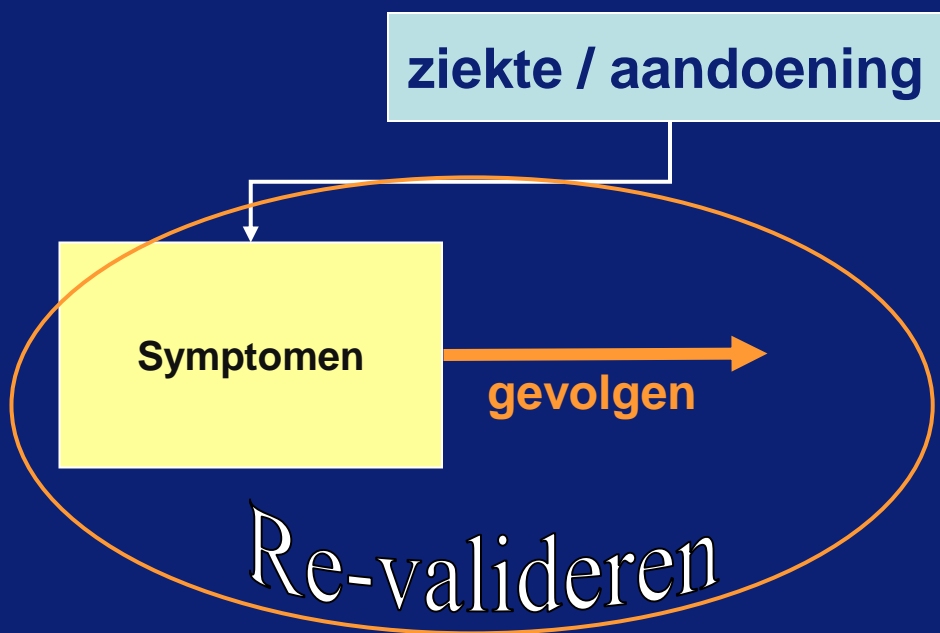 ziekte / aandoening
Symptomen
gevolgen
Re-valideren